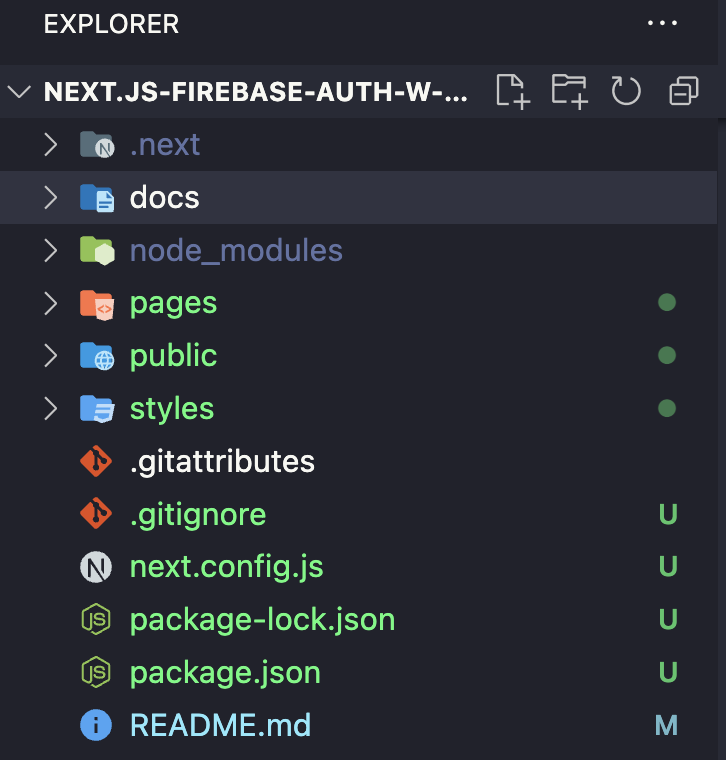 EXPLORER ...
NEXT.JS-FIREBASE-AUTH-W-...
.next
docs
node_modules
pages
public
styles
.gitattributes
.gitignore U
next.config.js U
package-lock.json U
package.json U
README.md M